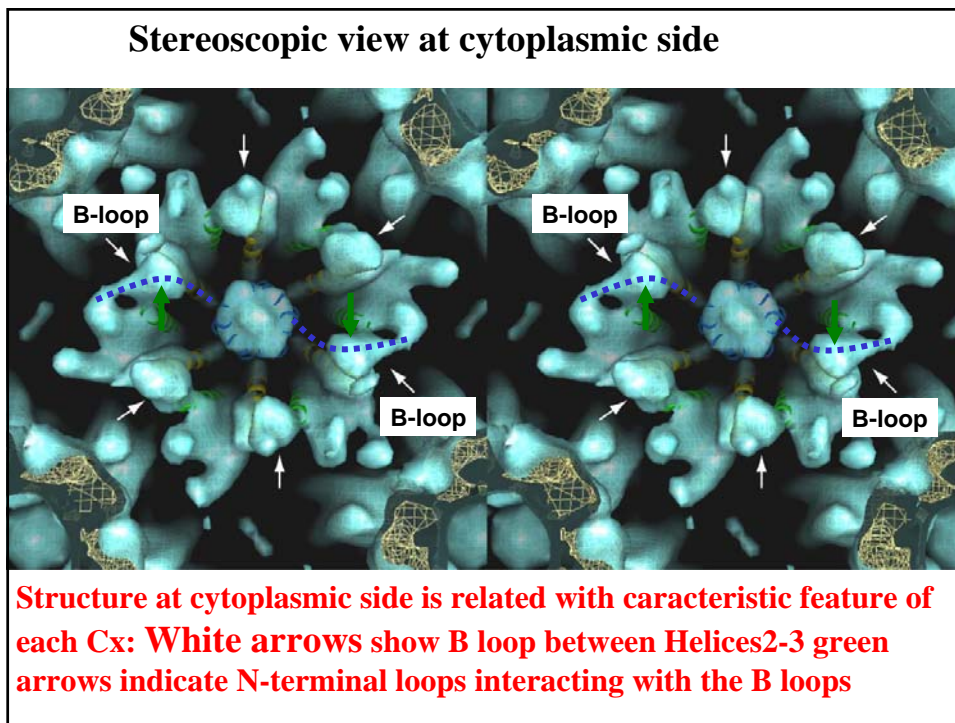 Stereoscopic view at cytoplasmic side
B-loop
B-loop
B-loop
B-loop
Structure at cytoplasmic side is related with caracteristic feature of
each Cx: White arrows show B loop between Helices2-3 green
arrows indicate N-terminal loops interacting with the B loops